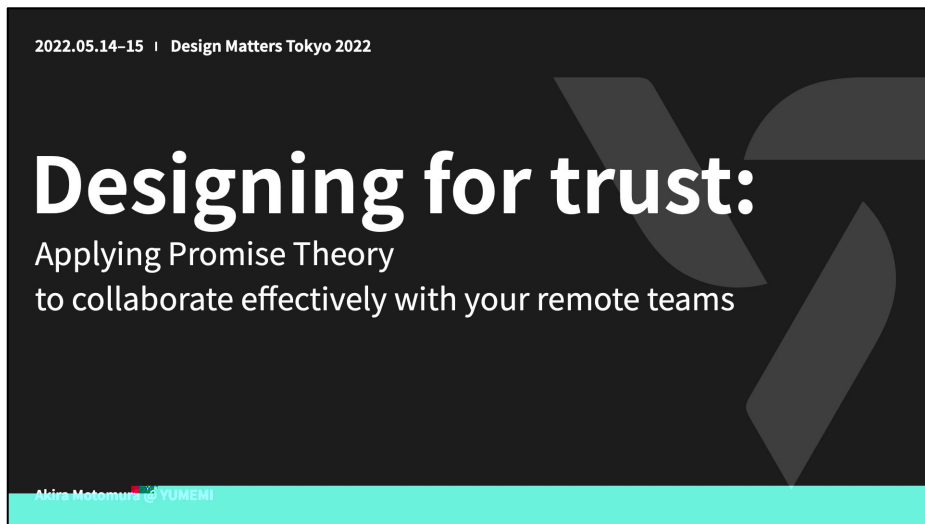 2022.05.14–15 | Design Matters Tokyo 2022
Designing for trust:
Applying Promise Theory
to collaborate effectively with your remote teams
Akira Motomura @ YUMEMI